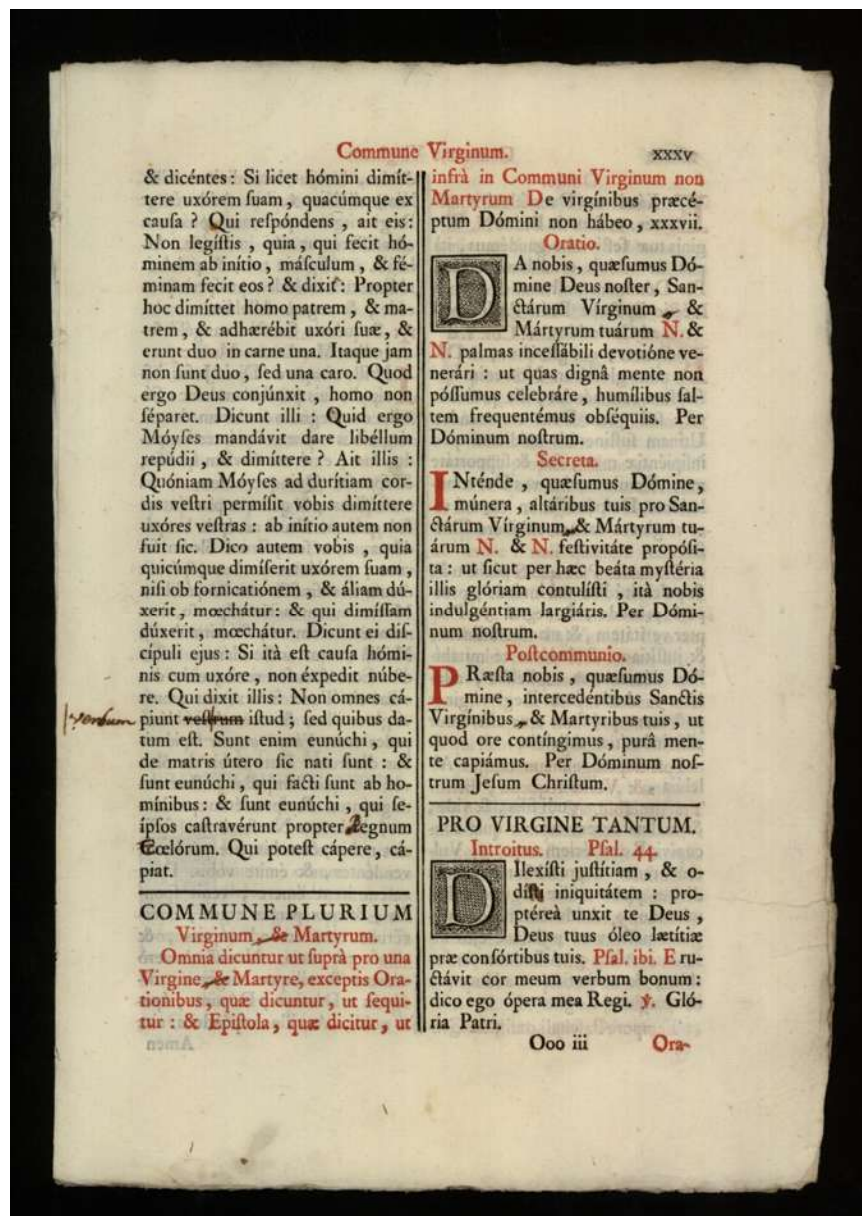 Commune Virginum. xxxv
& dicéntes : Si licet hómini dimít-
tere uxórem ſuam , quacúmque ex
cauſa ? Qui reſpóndens , ait eis :
Non legíſtis , quia , qui fecit hó-
minem ab inítio , máſculum , & fé-
minam fecit eos ? & dixit : Propter
hoc dimíttet homo patrem , & ma-
trem , & adhærébit uxóri ſuæ , &
erunt duo in carne una. Itaque jam
non ſunt duo , ſed una caro. Quod
ergo Deus conjúnxit , homo non
ſéparet. Dicunt illi : Quid ergo
Móyſes mandávit dare libéllum
repúdii , & dimíttere ? Ait illis :
Quóniam Móyſes ad durítiam cor-
dis veſtri permíſit vobis dimíttere
uxóres veſtras : ab inítio autem non
fuit ſic. Dico autem vobis , quia
quicúmque dimíſerit uxórem ſuam ,
niſi ob fornicatiónem , & áliam dú-
xerit , mœchátur : & qui dimíſſam
dúxerit , mœchátur. Dicunt ei diſ-
cípuli ejus : Si ità eſt cauſa hómi-
nis cum uxóre , non éxpedit núbe-
re. Qui dixit illis : Non omnes cá-
verbum
piunt veſtrum iſtud ; ſed quibus da-
tum eſt. Sunt enim eunúchi , qui
de matris útero ſic nati ſunt : &
ſunt eunúchi , qui facti ſunt ab ho-
mínibus : & ſunt eunúchi , qui ſe-
ípſos caſtravérunt propter Regnum
Cœlórum. Qui poteſt cápere , cá-
piat.
COMMUNE PLURIUM
Virginum , & Martyrum.
Omnia dicuntur ut ſuprà pro una
Virgine , & Martyre, exceptis Ora-
tionibus , quæ dicuntur , ut ſequi-
tur : & Epiſtola , quæ dicitur , ut
infrà in Communi Virginum non
Martyrum De virgínibus præcé-
ptum Dómini non hábeo , xxxvii.
Oratio.
DA nobis , quæſumus Dó-
mine Deus noſter , San-
ctárum Vírginum , &
Mártyrum tuárum N. &
N. palmas inceſſábili devotióne ve-
nerári : ut quas dignâ mente non
póſſumus celebráre , humílibus ſal-
tem frequentémus obſéquiis. Per
Dóminum noſtrum.
Secreta.
INténde , quæſumus Dómine,
múnera , altáribus tuis pro San-
ctárum Vírginum , & Mártyrum tu-
árum N. & N. feſtivitáte propóſi-
ta : ut ſicut per hæc beáta myſtéria
illis glóriam contulíſti , ità nobis
indulgéntiam largiáris. Per Dómi-
num noſtrum.
Poſtcommunio.
PRæſta nobis , quæſumus Dó-
mine , intercedéntibus Sanctis
Virgínibus , & Martyribus tuis , ut
quod ore contíngimus , purâ men-
te capiámus. Per Dóminum noſ-
trum Jeſum Chriſtum.
PRO VIRGINE TANTUM.
Introitus. Pſal. 44.
DIlexíſti juſtítiam , & o-
diſti iniquitátem : pro-
ptéreà unxit te Deus ,
Deus tuus óleo lætítiæ
præ conſórtibus tuis. Pſal. ibi. Eru-
ctávit cor meum verbum bonum :
dico ego ópera mea Regi. ℣. Gló-
ria Patri.
Ooo iii Ora-